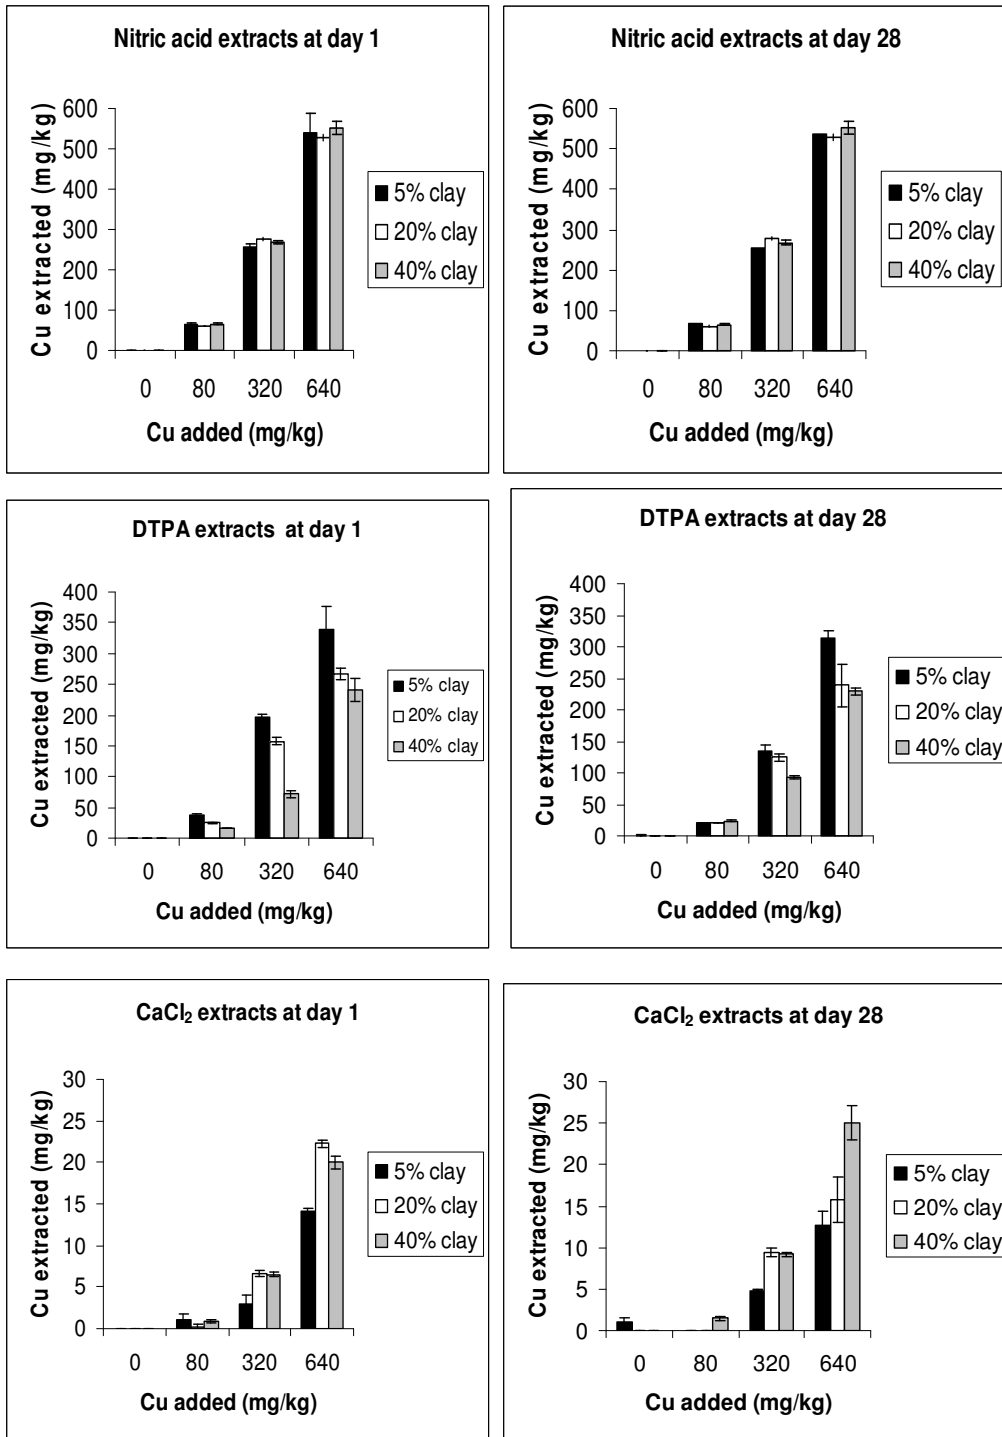 Nitric acid extracts at day 1
Cu extracted (mg/kg)
600
500
400
300
200
100
0
0 80 320 640
Cu added (mg/kg)
5% clay
20% clay
40% clay
Nitric acid extracts at day 28
Cu extracted (mg/kg)
600
500
400
300
200
100
0
0 80 320 640
Cu added (mg/kg)
5% clay
20% clay
40% clay
DTPA extracts at day 1
Cu extracted (mg/kg)
400
350
300
250
200
150
100
50
0
0 80 320 640
Cu added (mg/kg)
5% clay
20% clay
40% clay
DTPA extracts at day 28
Cu extracted (mg/kg)
400
350
300
250
200
150
100
50
0
0 80 320 640
Cu added (mg/kg)
5% clay
20% clay
40% clay
CaCl₂ extracts at day 1
Cu extracted (mg/kg)
30
25
20
15
10
5
0
0 80 320 640
Cu added (mg/kg)
5% clay
20% clay
40% clay
CaCl₂ extracts at day 28
Cu extracted (mg/kg)
30
25
20
15
10
5
0
0 80 320 640
Cu added (mg/kg)
5% clay
20% clay
40% clay